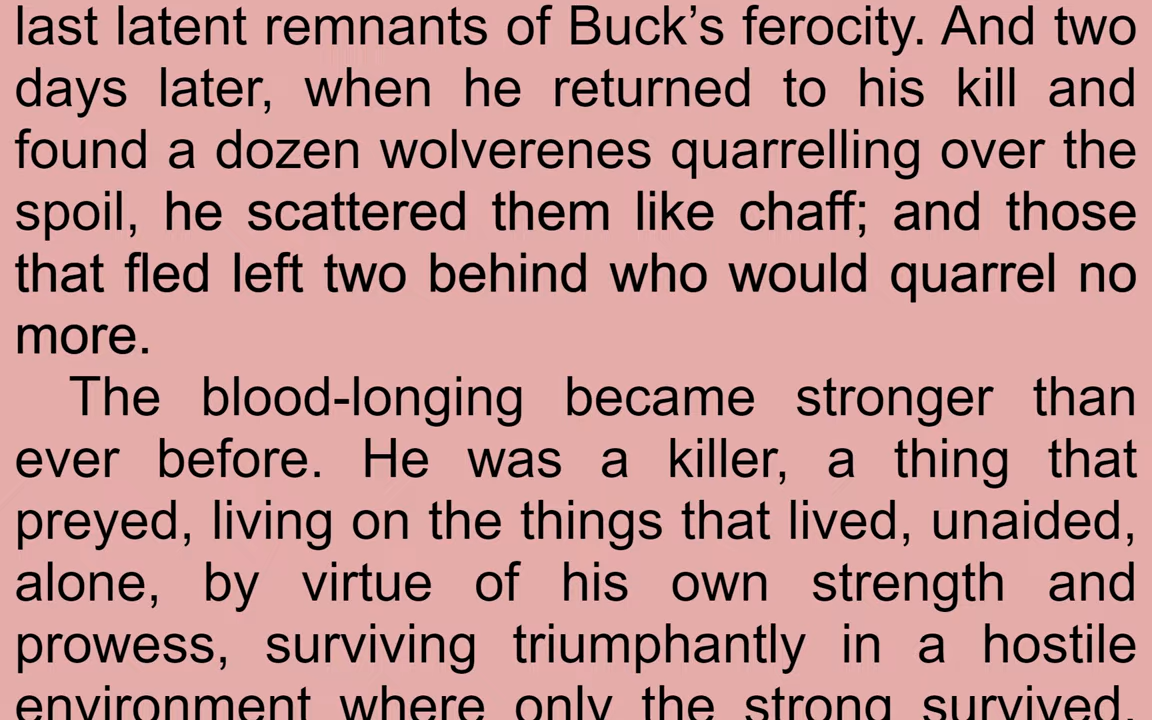 last latent remnants of Buck’s ferocity. And two
days later, when he returned to his kill and
found a dozen wolverenes quarrelling over the
spoil, he scattered them like chaff; and those
that fled left two behind who would quarrel no
more.
The blood-longing became stronger than
ever before. He was a killer, a thing that
preyed, living on the things that lived, unaided,
alone, by virtue of his own strength and
prowess, surviving triumphantly in a hostile
environment where only the strong survived.